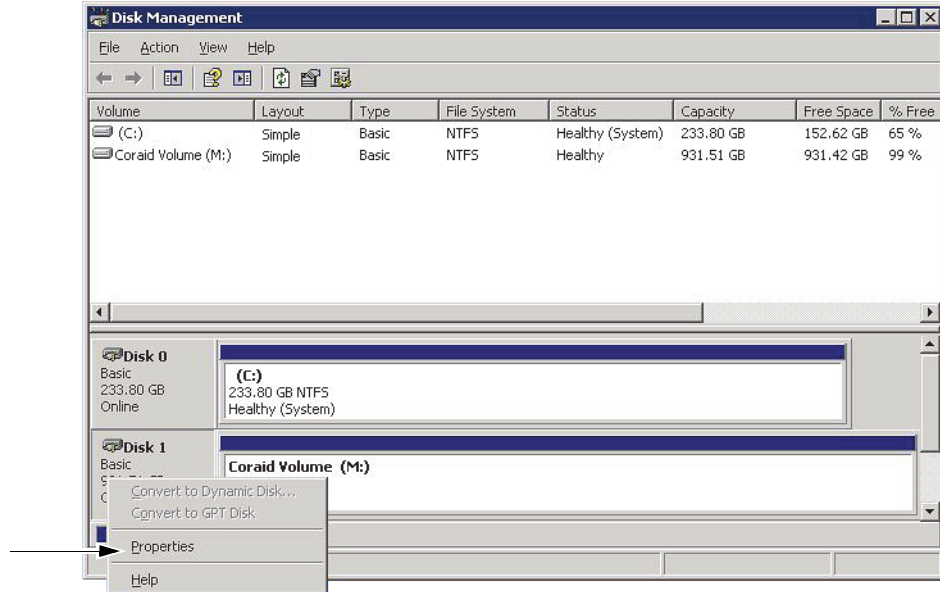 Disk Management
File Action View Help
Volume Layout Type File System Status Capacity Free Space % Free
(C:) Simple Basic NTFS Healthy (System) 233.80 GB 152.62 GB 65 %
Coraid Volume (M:) Simple Basic NTFS Healthy 931.51 GB 931.42 GB 99 %
Disk 0
Basic
233.80 GB
Online
(C:)
233.80 GB NTFS
Healthy (System)
Disk 1
Basic
Coraid Volume (M:)
Convert to Dynamic Disk...
Convert to GPT Disk
Properties
Help